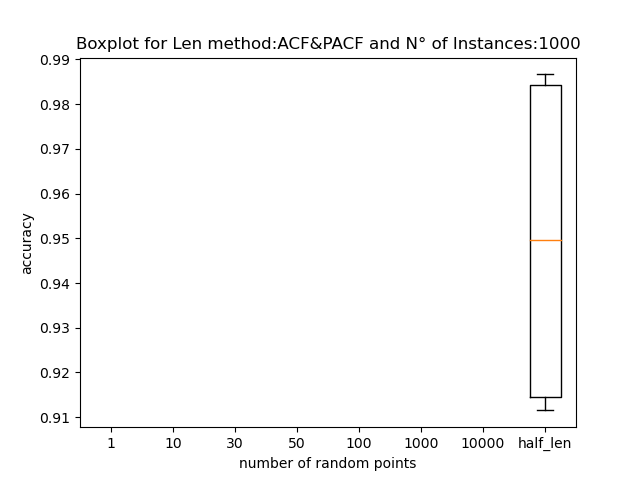 Boxplot for Len method:ACF&PACF and N° of Instances:1000
0.99
0.98
0.97
0.96
0.95
0.94
0.93
0.92
0.91
accuracy
1 10 30 50 100 1000 10000 half_len
number of random points